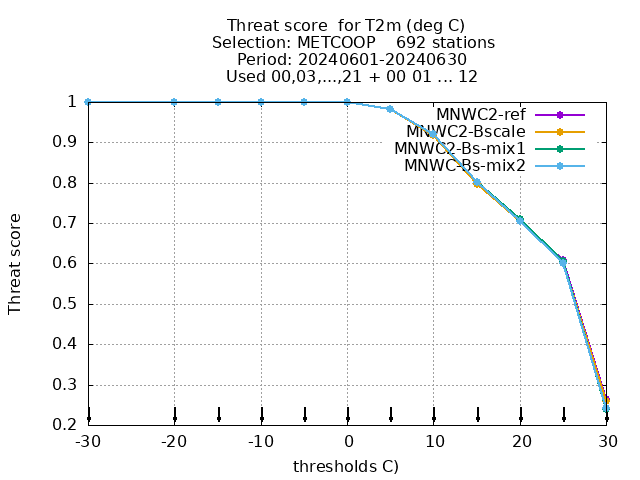 Threat score  for T2m (deg C)
Selection: METCOOP    692 stations
Period: 20240601-20240630
Used 00,03,...,21 + 00 01 ... 12
MNWC2-ref
MNWC2-Bscale
MNWC2-Bs-mix1
MNWC-Bs-mix2
Threat score
1
0.9
0.8
0.7
0.6
0.5
0.4
0.3
0.2
-30 -20 -10 0 10 20 30
thresholds C)